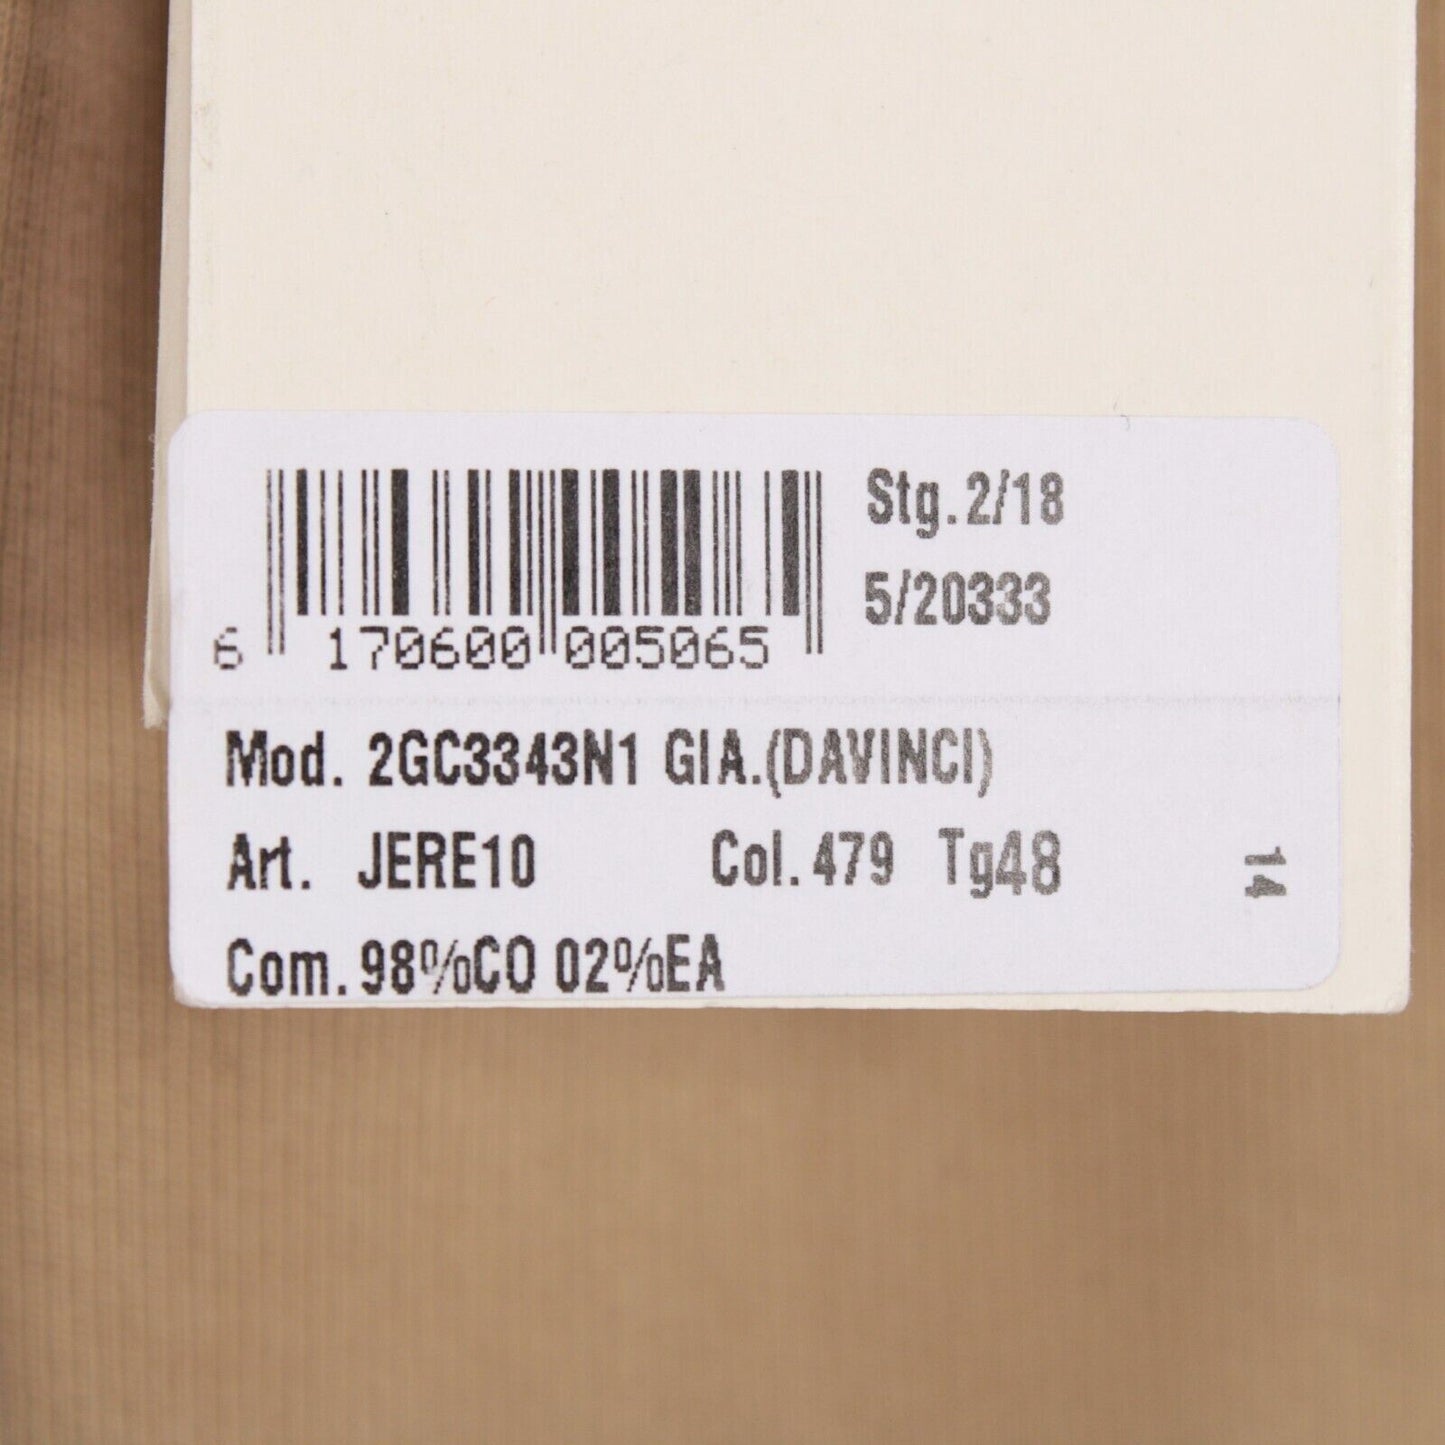 Stg. 2/18
5/20333
6 170600 005065
Mod. 2GC3343N1 GIA.(DAVINCI)
Art. JERE10 Col. 479 Tg48
14
Com. 98%CO 02%EA